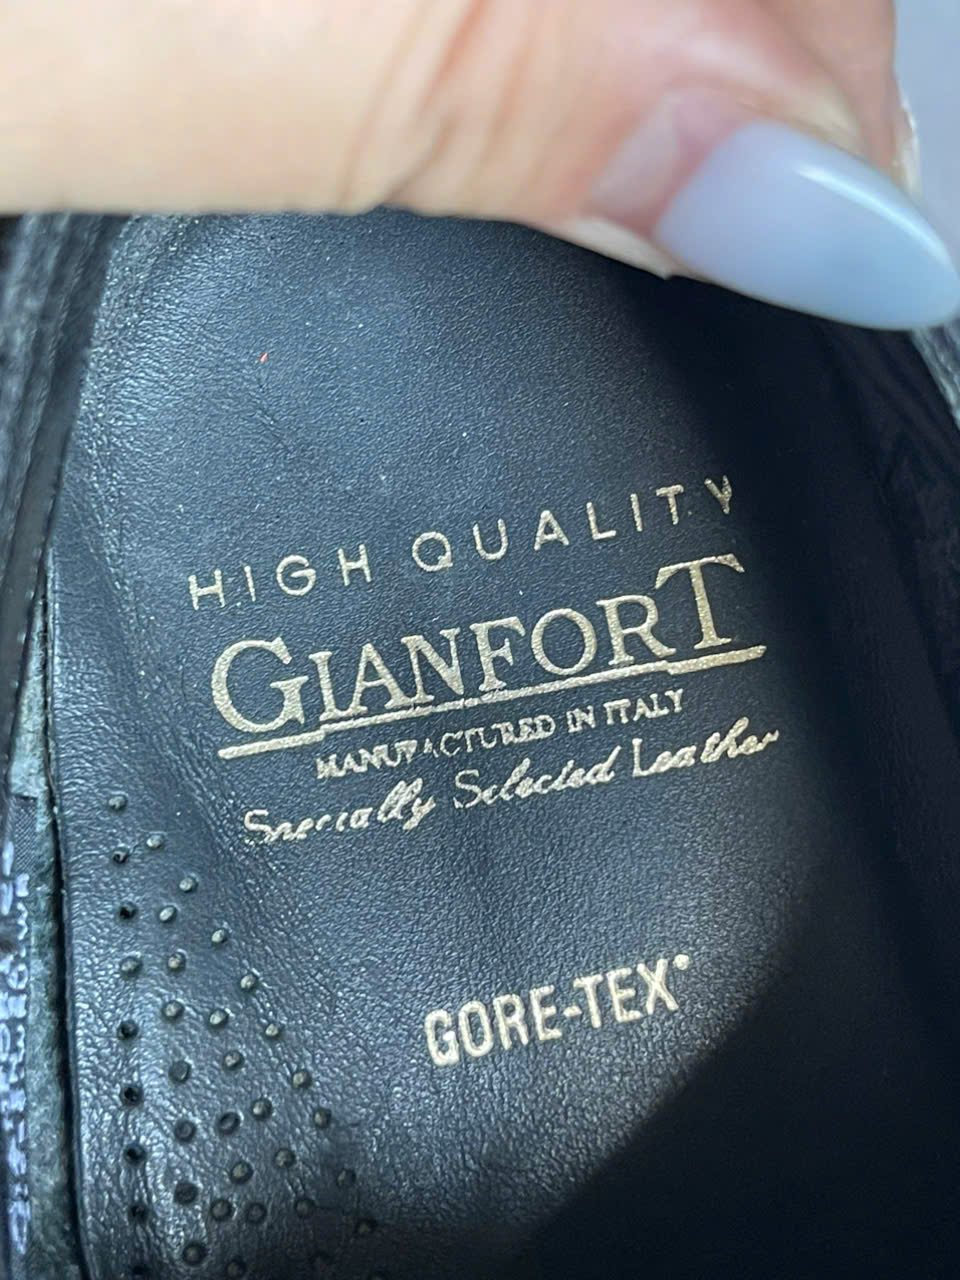 HIGH QUALITY
GIANFORT
MANUFACTURED IN ITALY
Specially Selected Leather
GORE-TEX